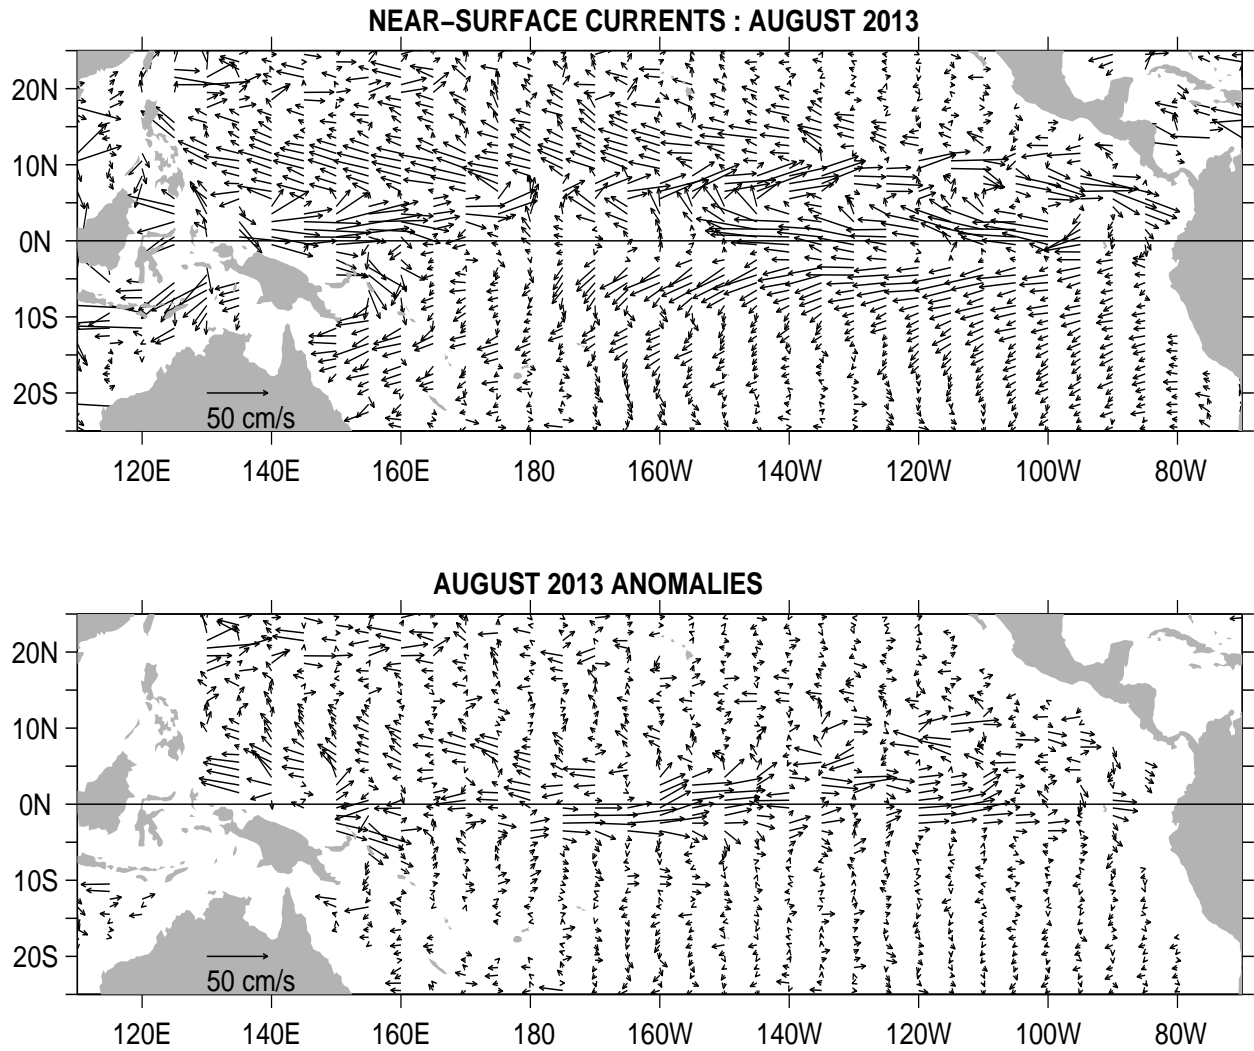 NEAR−SURFACE CURRENTS : AUGUST 2013
20N
10N
0N
10S
20S
50 cm/s
120E 140E 160E 180 160W 140W 120W 100W 80W
AUGUST 2013 ANOMALIES
20N
10N
0N
10S
20S
50 cm/s
120E 140E 160E 180 160W 140W 120W 100W 80W